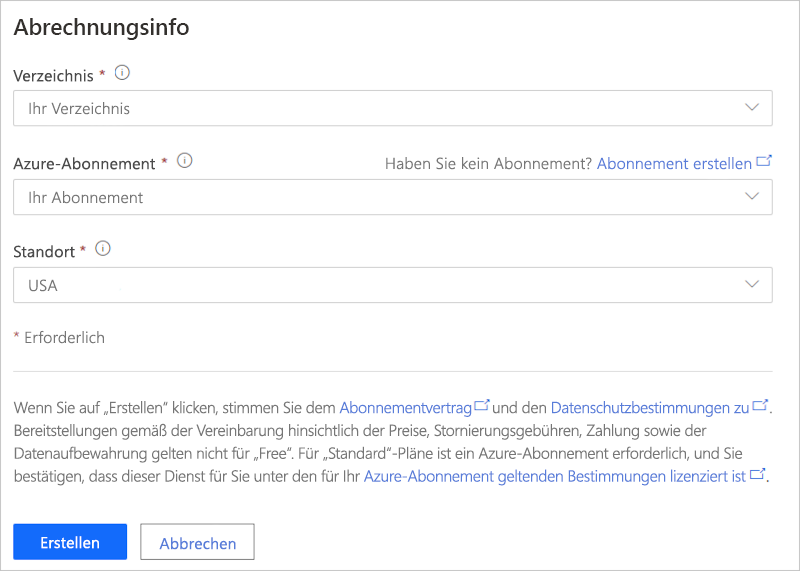 Abrechnungsinfo
Verzeichnis *
Ihr Verzeichnis
Azure-Abonnement * Haben Sie kein Abonnement? Abonnement erstellen
Ihr Abonnement
Standort *
USA
* Erforderlich
Wenn Sie auf „Erstellen“ klicken, stimmen Sie dem Abonnementvertrag und den Datenschutzbestimmungen zu .
Bereitstellungen gemäß der Vereinbarung hinsichtlich der Preise, Stornierungsgebühren, Zahlung sowie der
Datenaufbewahrung gelten nicht für „Free“. Für „Standard“-Pläne ist ein Azure-Abonnement erforderlich, und Sie
bestätigen, dass dieser Dienst für Sie unter den für Ihr Azure-Abonnement geltenden Bestimmungen lizenziert ist .
Erstellen Abbrechen